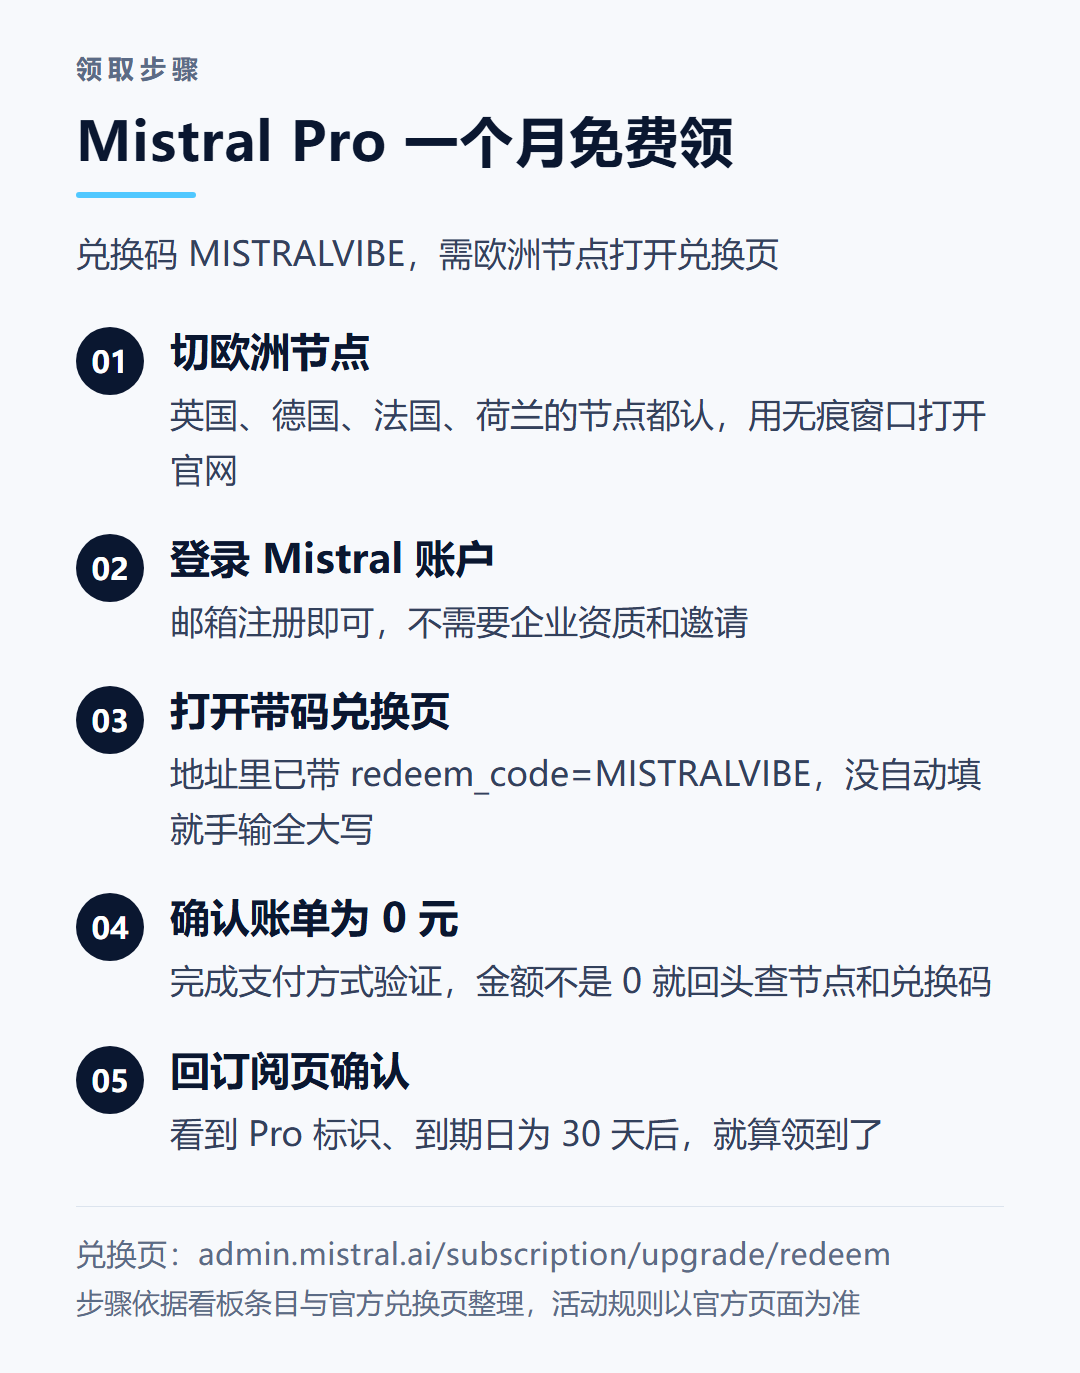 领取步骤
Mistral Pro 一个月免费领
兑换码 MISTRALVIBE，需欧洲节点打开兑换页
01
切欧洲节点
英国、德国、法国、荷兰的节点都认，用无痕窗口打开
官网
02
登录 Mistral 账户
邮箱注册即可，不需要企业资质和邀请
03
打开带码兑换页
地址里已带 redeem_code=MISTRALVIBE，没自动填
就手输全大写
04
确认账单为 0 元
完成支付方式验证，金额不是 0 就回头查节点和兑换码
05
回订阅页确认
看到 Pro 标识、到期日为 30 天后，就算领到了
兑换页：admin.mistral.ai/subscription/upgrade/redeem
步骤依据看板条目与官方兑换页整理，活动规则以官方页面为准